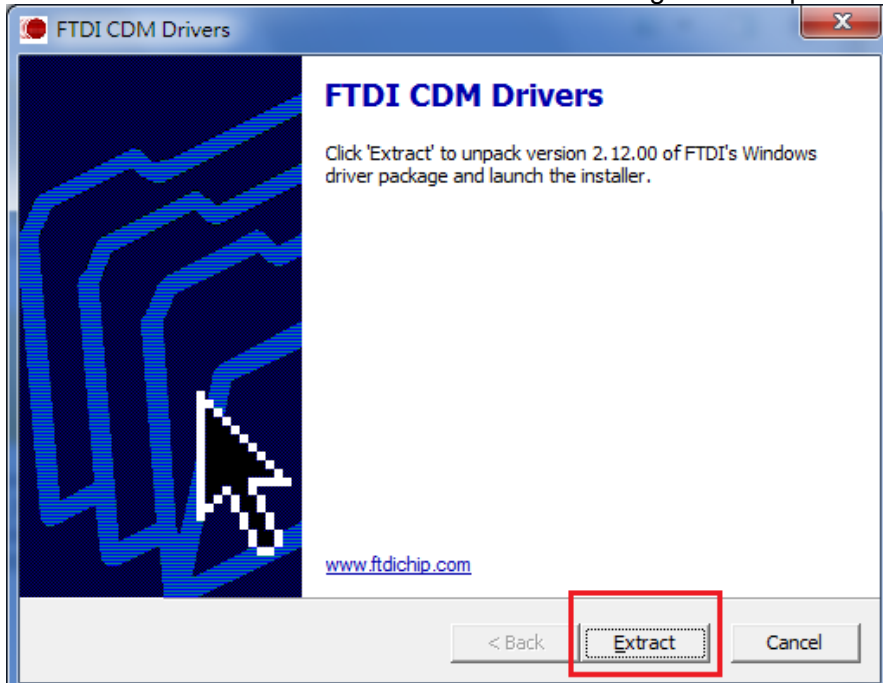 FTDI CDM Drivers
X
FTDI CDM Drivers
Click 'Extract' to unpack version 2.12.00 of FTDI's Windows
driver package and launch the installer.
www.ftdichip.com
< Back Extract Cancel